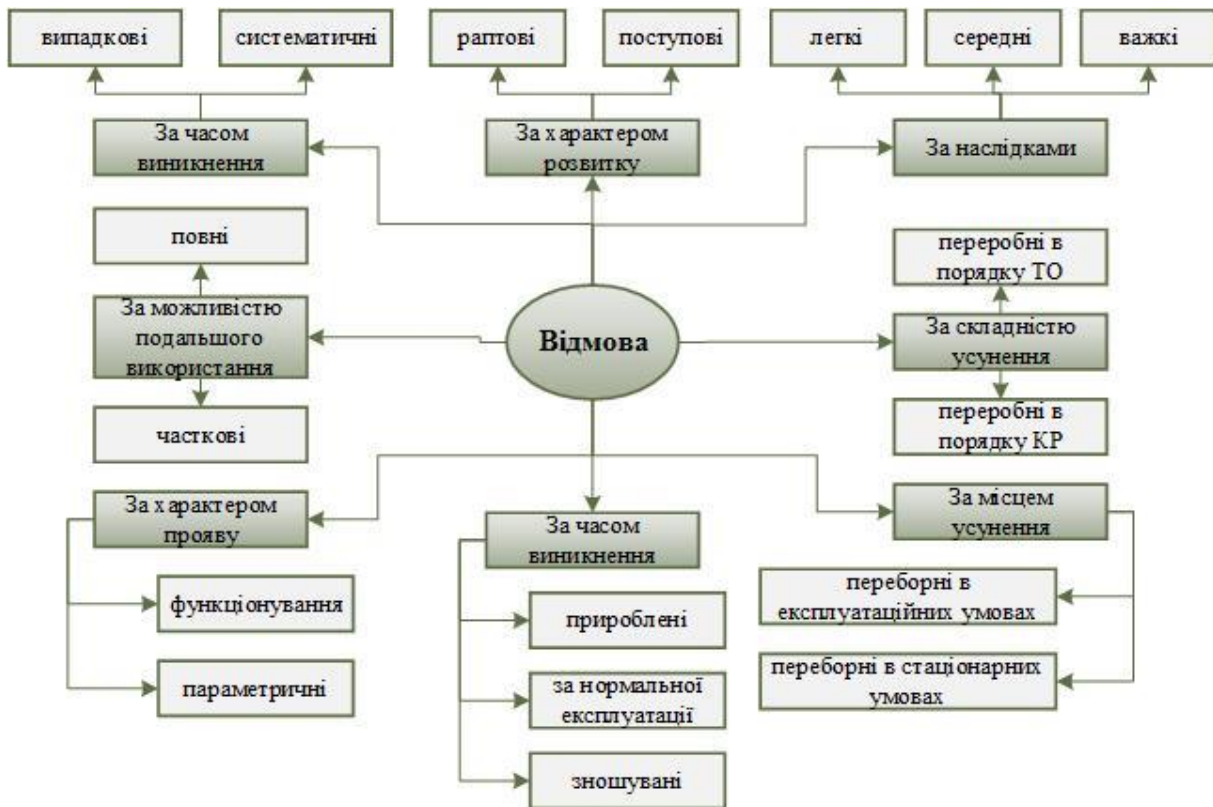 випадкові
систематичні
раптові
поступові
легкі
середні
важкі
За часом
виникнення
За характером
розвитку
За наслідками
повні
переробні в
порядку ТО
За можливістю
подальшого
використання
Відмова
За складністю
усунення
часткові
переробні в
порядку КР
За характером
прояву
За часом
виникнення
За місцем
усунення
функціонування
параметричні
прироблені
за нормальної
експлуатації
зношувані
переборні в
експлуатаційних умовах
переборні в стаціонарних
умовах